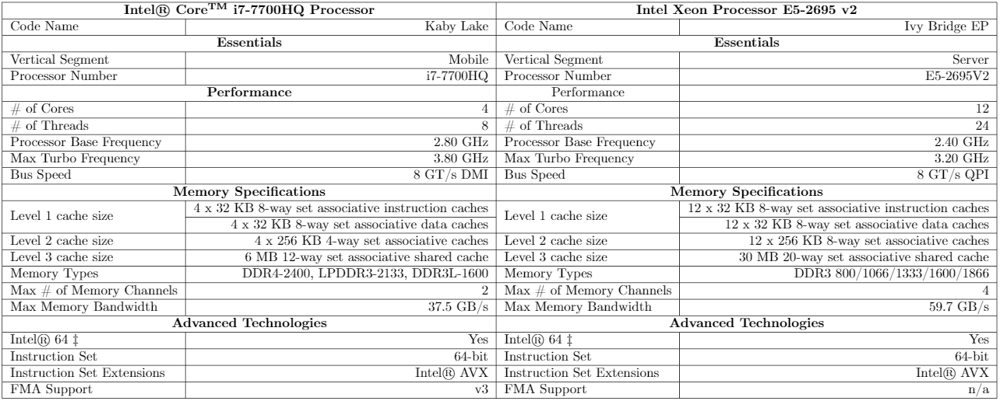 Intel® Core™ i7-7700HQ Processor Intel Xeon Processor E5-2695 v2
Code Name Kaby Lake Code Name Ivy Bridge EP
Essentials Essentials
Vertical Segment Mobile Vertical Segment Server
Processor Number i7-7700HQ Processor Number E5-2695V2
Performance Performance
# of Cores 4 # of Cores 12
# of Threads 8 # of Threads 24
Processor Base Frequency 2.80 GHz Processor Base Frequency 2.40 GHz
Max Turbo Frequency 3.80 GHz Max Turbo Frequency 3.20 GHz
Bus Speed 8 GT/s DMI Bus Speed 8 GT/s QPI
Memory Specifications Memory Specifications
Level 1 cache size 4 x 32 KB 8-way set associative instruction caches Level 1 cache size 12 x 32 KB 8-way set associative instruction caches
4 x 32 KB 8-way set associative data caches 12 x 32 KB 8-way set associative data caches
Level 2 cache size 4 x 256 KB 4-way set associative caches Level 2 cache size 12 x 256 KB 8-way set associative caches
Level 3 cache size 6 MB 12-way set associative shared cache Level 3 cache size 30 MB 20-way set associative shared cache
Memory Types DDR4-2400, LPDDR3-2133, DDR3L-1600 Memory Types DDR3 800/1066/1333/1600/1866
Max # of Memory Channels 2 Max # of Memory Channels 4
Max Memory Bandwidth 37.5 GB/s Max Memory Bandwidth 59.7 GB/s
Advanced Technologies Advanced Technologies
Intel® 64 ‡ Yes Intel® 64 ‡ Yes
Instruction Set 64-bit Instruction Set 64-bit
Instruction Set Extensions Intel® AVX Instruction Set Extensions Intel® AVX
FMA Support v3 FMA Support n/a